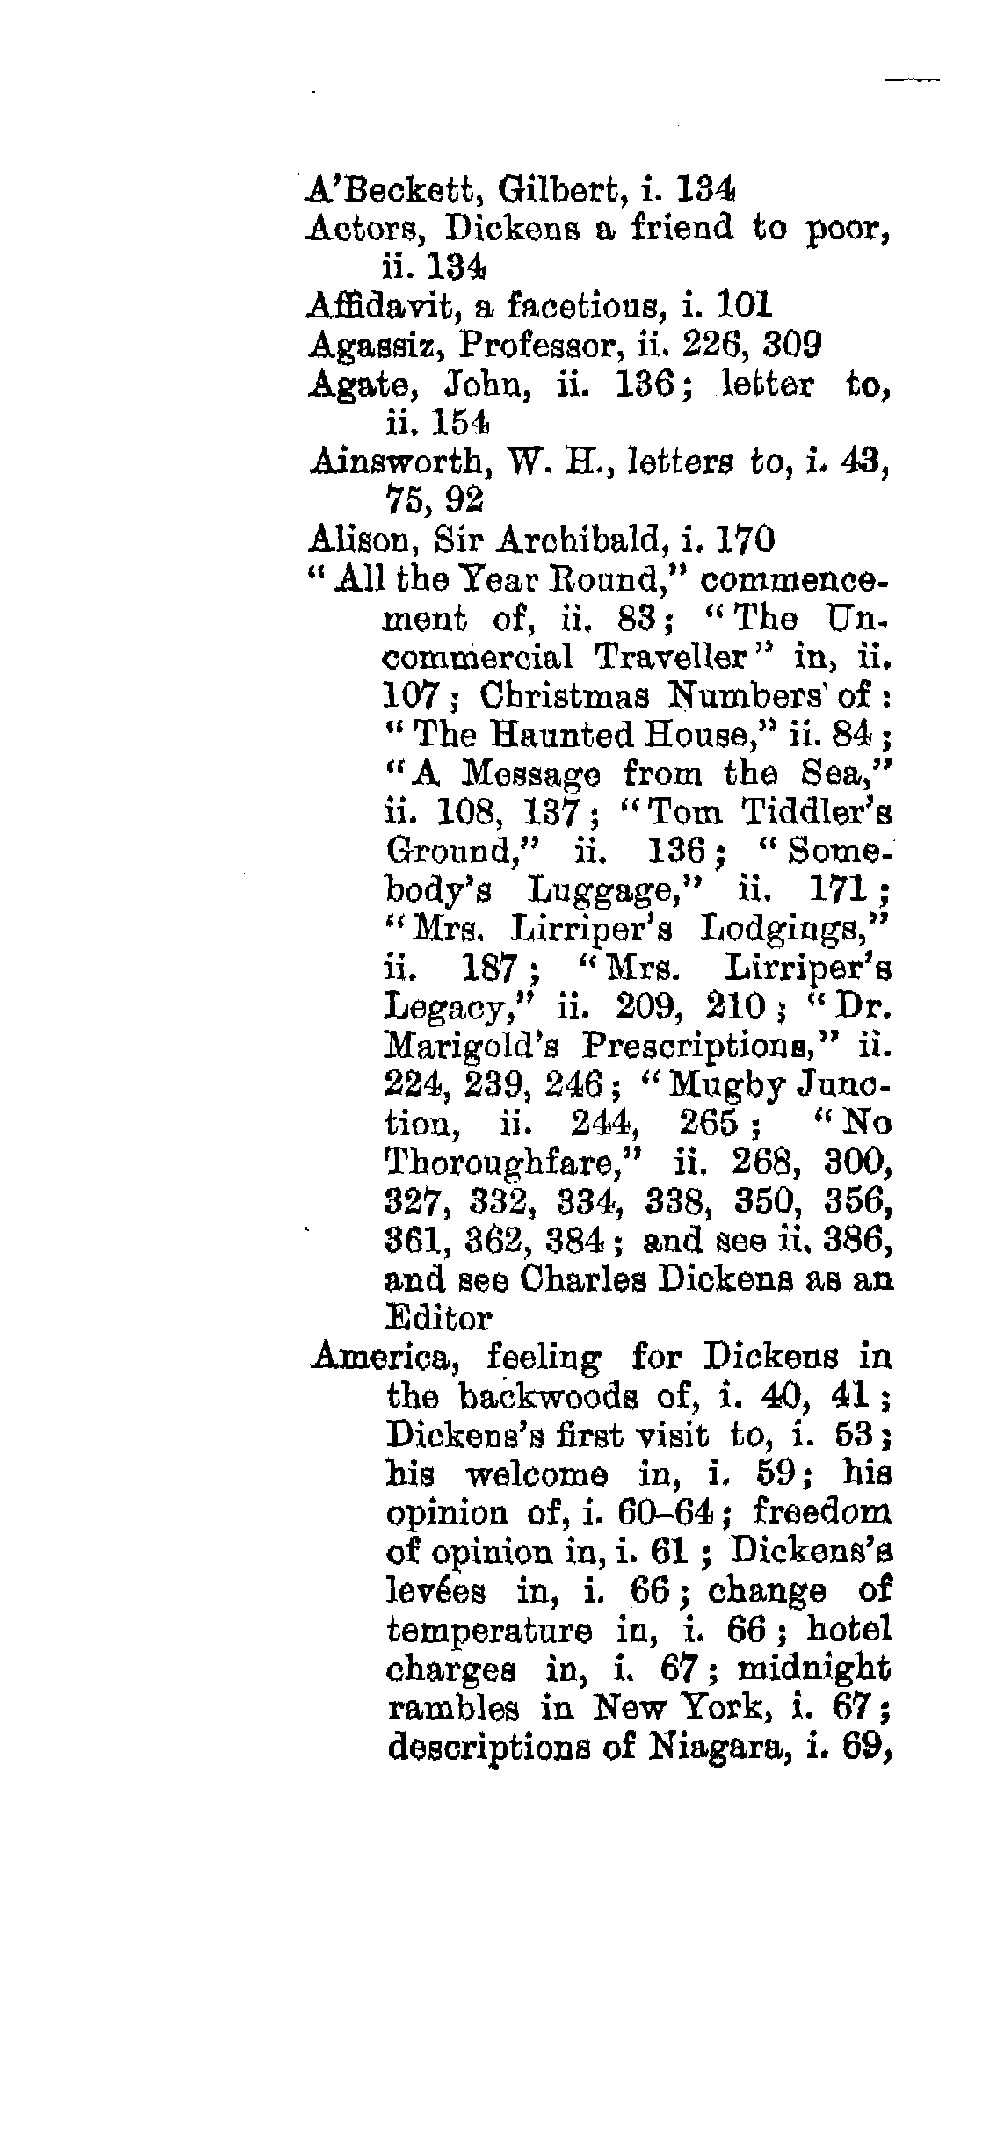 A'Beckett, Gilbert, i. 134
Actors, Dickens a friend to poor,
ii. 134
Affidavit, a facetious, i. 101
Agassiz, Professor, ii. 226, 309
Agate, John, ii. 136; letter to,
ii. 154
Ainsworth, W. H., letters to, i. 43,
75, 92
Alison, Sir Archibald, i. 170
“All the Year Round,” commence-
ment of, ii. 83; “The Un-
commercial Traveller” in, ii.
107; Christmas Numbers of:
“The Haunted House,” ii. 84;
“A Message from the Sea,”
ii. 108, 137; “Tom Tiddler's
Ground,” ii. 136; “Some-
body's Luggage,” ii. 171;
“Mrs. Lirriper's Lodgings,”
ii. 187; “Mrs. Lirriper's
Legacy,” ii. 209, 210; “Dr.
Marigold's Prescriptions,” ii.
224, 239, 246; “Mugby Junc-
tion, ii. 244, 265; “No
Thoroughfare,” ii. 268, 300,
327, 332, 334, 338, 350, 356,
361, 362, 384; and see ii. 386,
and see Charles Dickens as an
Editor
America, feeling for Dickens in
the backwoods of, i. 40, 41;
Dickens's first visit to, i. 53;
his welcome in, i. 59; his
opinion of, i. 60–64; freedom
of opinion in, i. 61; Dickens's
levées in, i. 66; change of
temperature in, i. 66; hotel
charges in, i. 67; midnight
rambles in New York, i. 67;
descriptions of Niagara, i. 69,